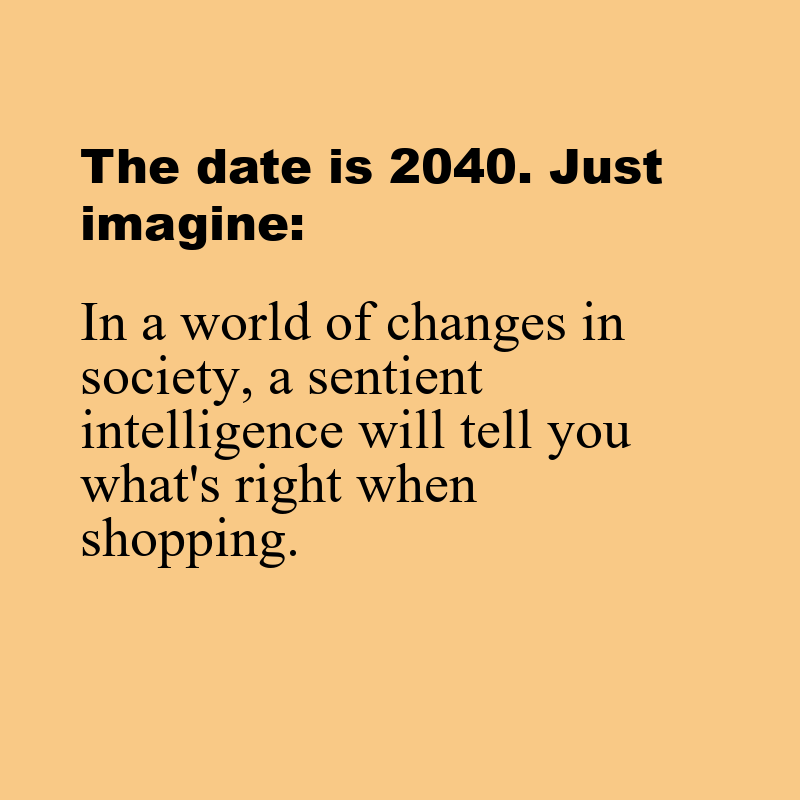 The date is 2040. Just
imagine:
In a world of changes in
society, a sentient
intelligence will tell you
what's right when
shopping.